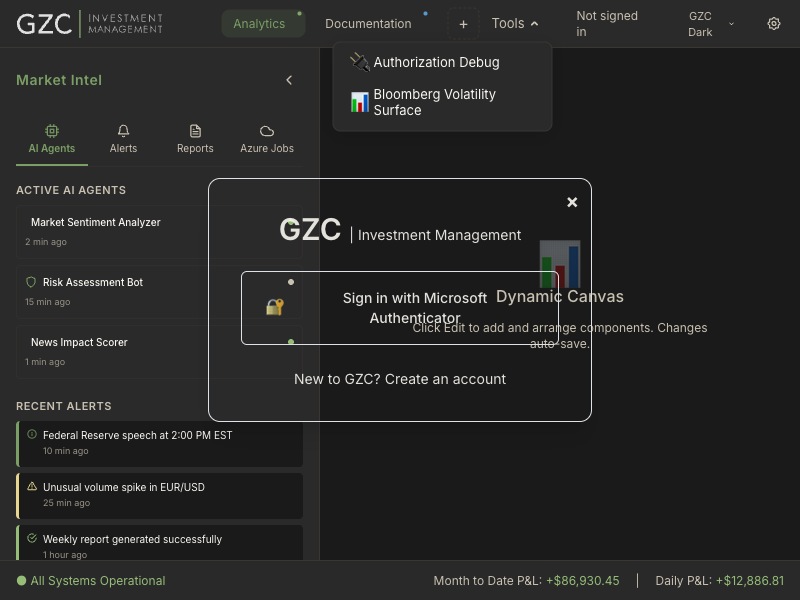 GZC | INVESTMENT
MANAGEMENT
Analytics
Documentation
+
Tools
Not signed
in
GZC
Dark
Authorization Debug
Bloomberg Volatility
Surface
Market Intel
AI Agents
Alerts
Reports
Azure Jobs
ACTIVE AI AGENTS
Market Sentiment Analyzer
2 min ago
Risk Assessment Bot
15 min ago
News Impact Scorer
1 min ago
RECENT ALERTS
Federal Reserve speech at 2:00 PM EST
10 min ago
Unusual volume spike in EUR/USD
25 min ago
Weekly report generated successfully
1 hour ago
×
GZC | Investment Management
Sign in with Microsoft
Authenticator
New to GZC? Create an account
Dynamic Canvas
Click Edit to add and arrange components. Changes
auto-save.
All Systems Operational
Month to Date P&L: +$86,930.45
Daily P&L: +$12,886.81